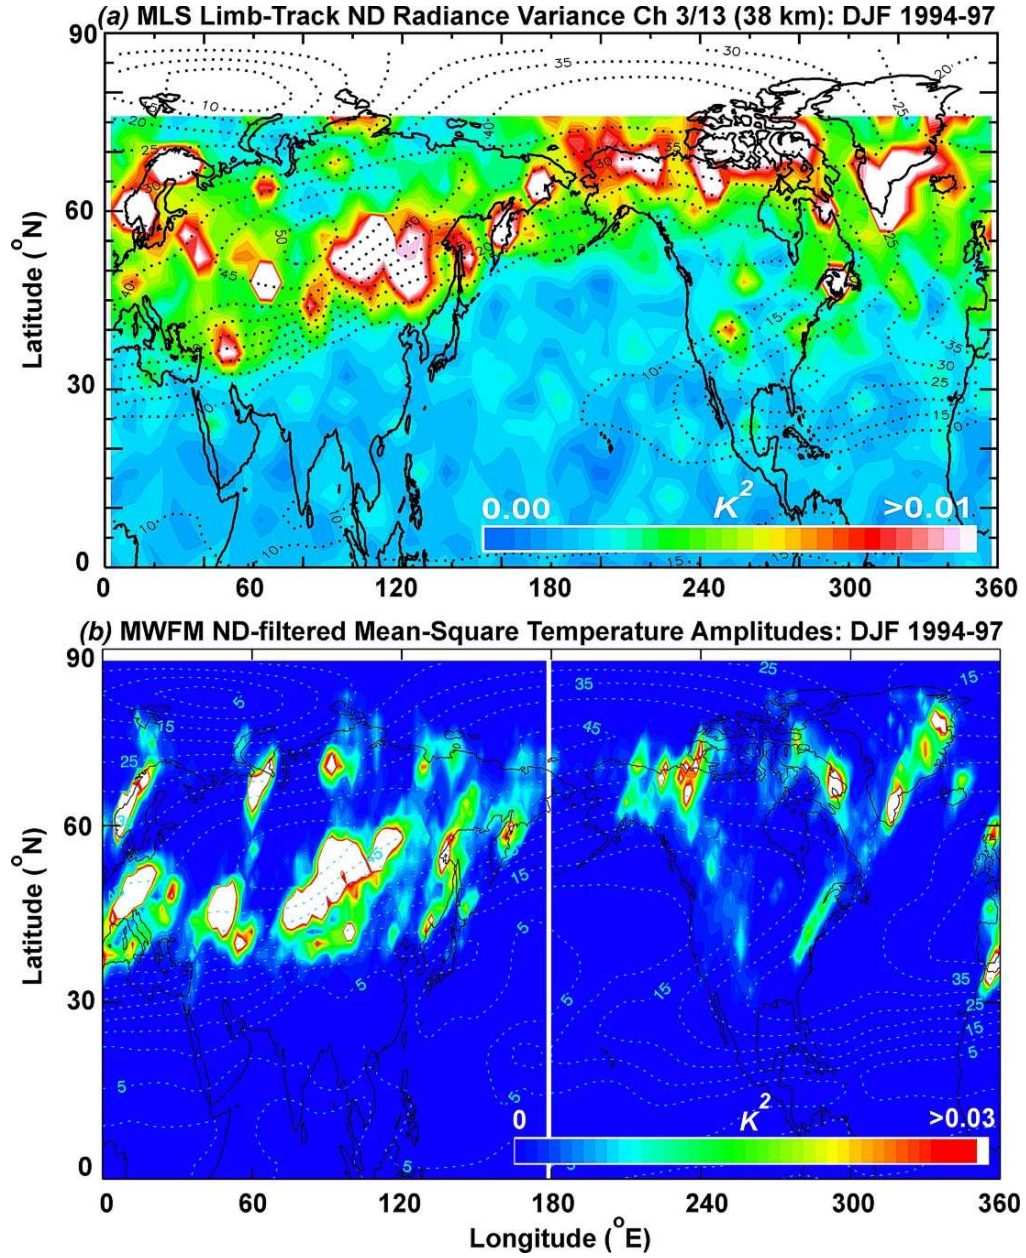 (a) MLS Limb-Track ND Radiance Variance Ch 3/13 (38 km): DJF 1994-97
90
60
30
0
Latitude (°N)
0.00 K² >0.01
0 60 120 180 240 300 360
(b) MWFM ND-filtered Mean-Square Temperature Amplitudes: DJF 1994-97
90
60
30
0
Latitude (°N)
0 K² >0.03
0 60 120 180 240 300 360
Longitude (°E)